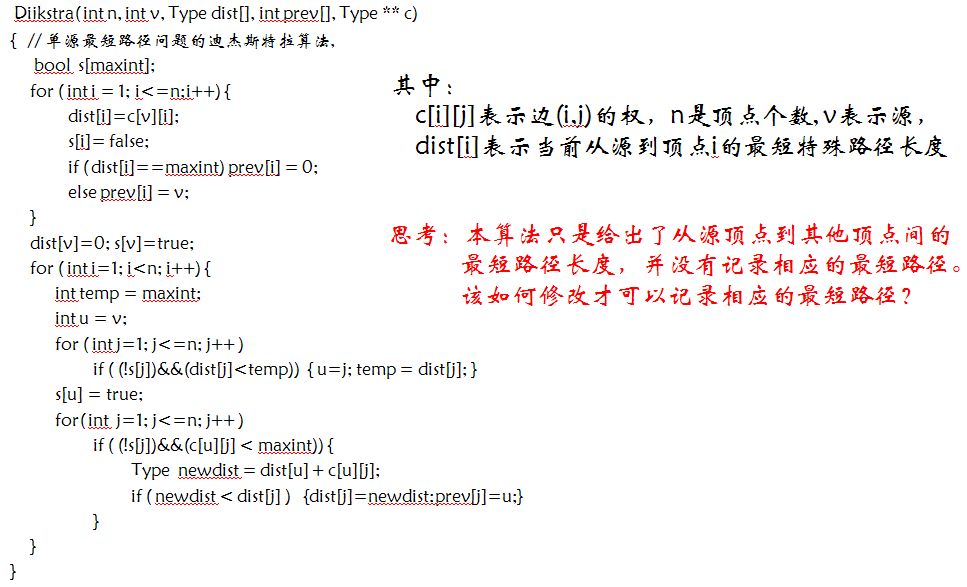 Dijkstra(int n, int v, Type dist[], int prev[], Type ** c)
{ //单源最短路径问题的迪杰斯特拉算法,
bool s[maxint];
for (int i = 1; i<=n;i++) {
dist[i]=c[v][i];
s[i]= false;
if (dist[i]==maxint) prev[i] = 0;
else prev[i] = v;
}
dist[v]=0; s[v]=true;
for (int i=1; i<n; i++) {
int temp = maxint;
int u = v;
for (int j=1; j<=n; j++)
if ( (!s[j])&&(dist[j]<temp)) { u=j; temp = dist[j]; }
s[u] = true;
for(int j=1; j<=n; j++)
if ( (!s[j])&&(c[u][j] < maxint)) {
Type newdist = dist[u] + c[u][j];
if (newdist < dist[j] ) {dist[j]=newdist;prev[j]=u;}
}
}
}
其中：
c[i][j]表示边(i,j)的权，n是顶点个数,v表示源，
dist[i]表示当前从源到顶点i的最短特殊路径长度
思考：本算法只是给出了从源顶点到其他顶点间的
最短路径长度，并没有记录相应的最短路径。
该如何修改才可以记录相应的最短路径？